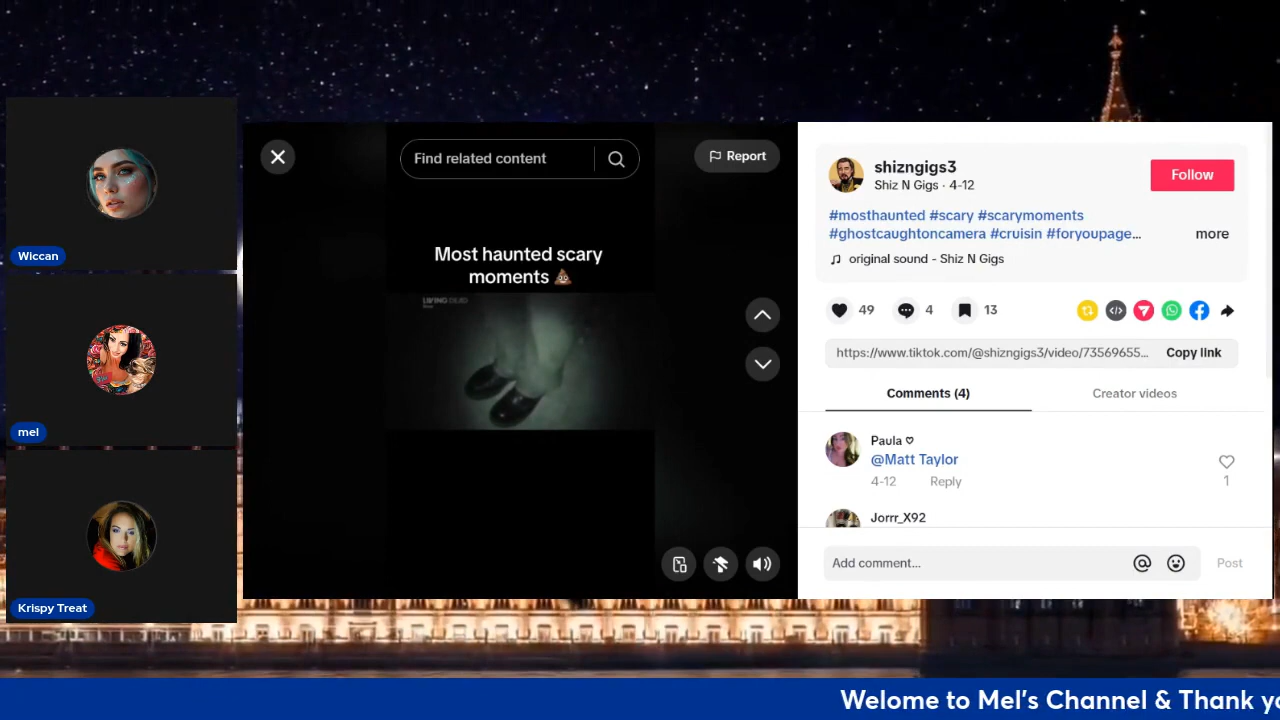 Wiccan
mel
Krispy Treat
Find related content
Report
Most haunted scary
moments 💩
LIVING
shizngigs3
Shiz N Gigs · 4-12
Follow
#mosthaunted #scary #scarymoments
#ghostcaughtoncamera #cruisin #foryoupage...
more
original sound - Shiz N Gigs
49
4
13
https://www.tiktok.com/@shizngigs3/video/73569655...
Copy link
Comments (4)
Creator videos
Paula ♡
@Matt Taylor
4-12
Reply
1
Jorrr_X92
Add comment...
Post
Welome to Mel's Channel & Thank yo